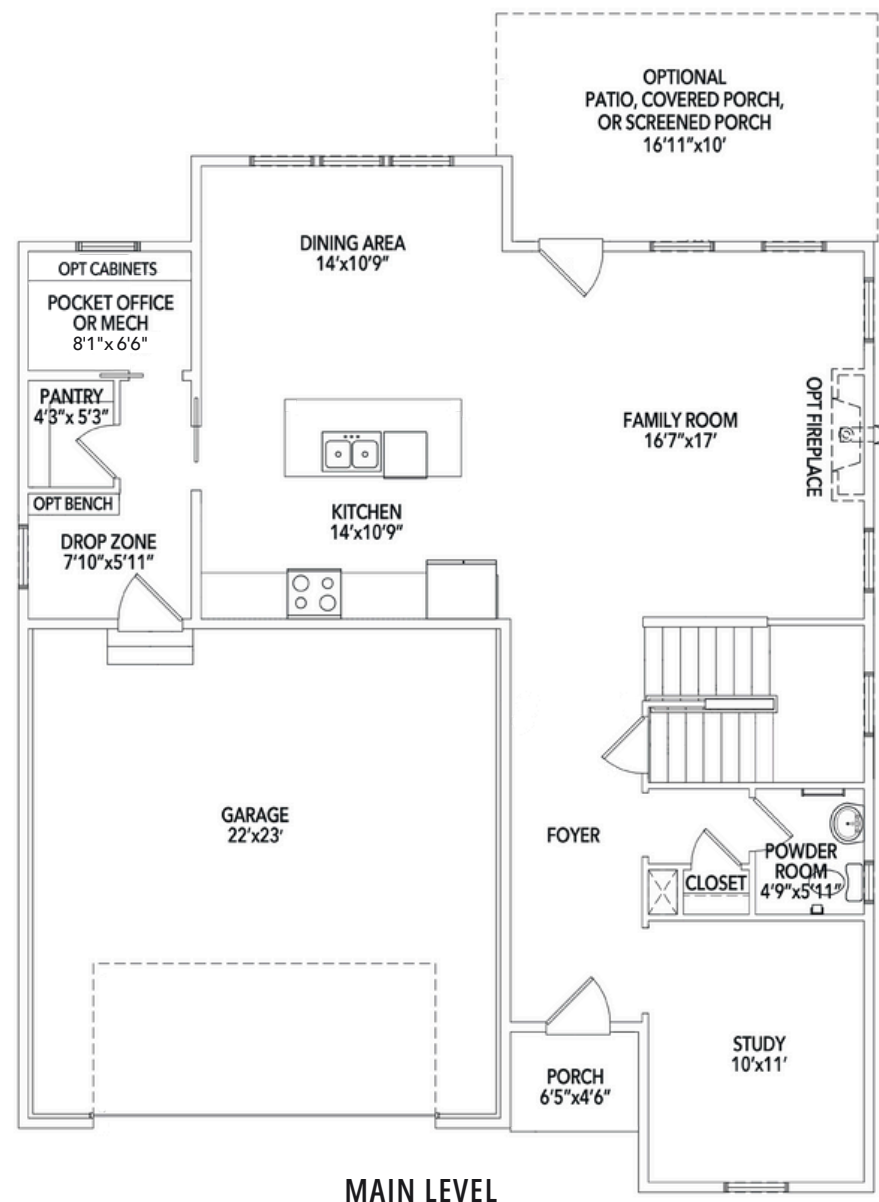 OPTIONAL
PATIO, COVERED PORCH,
OR SCREENED PORCH
16'11"x10'
DINING AREA
14'x10'9"
OPT CABINETS
POCKET OFFICE
OR MECH
8'1"x 6'6"
PANTRY
4'3"x 5'3"
OPT BENCH
DROP ZONE
7'10"x5'11"
KITCHEN
14'x10'9"
FAMILY ROOM
16'7"x17'
OPT FIREPLACE
GARAGE
22'x23'
FOYER
CLOSET
POWDER
ROOM
4'9"x5'11"
PORCH
6'5"x4'6"
STUDY
10'x11'
MAIN LEVEL